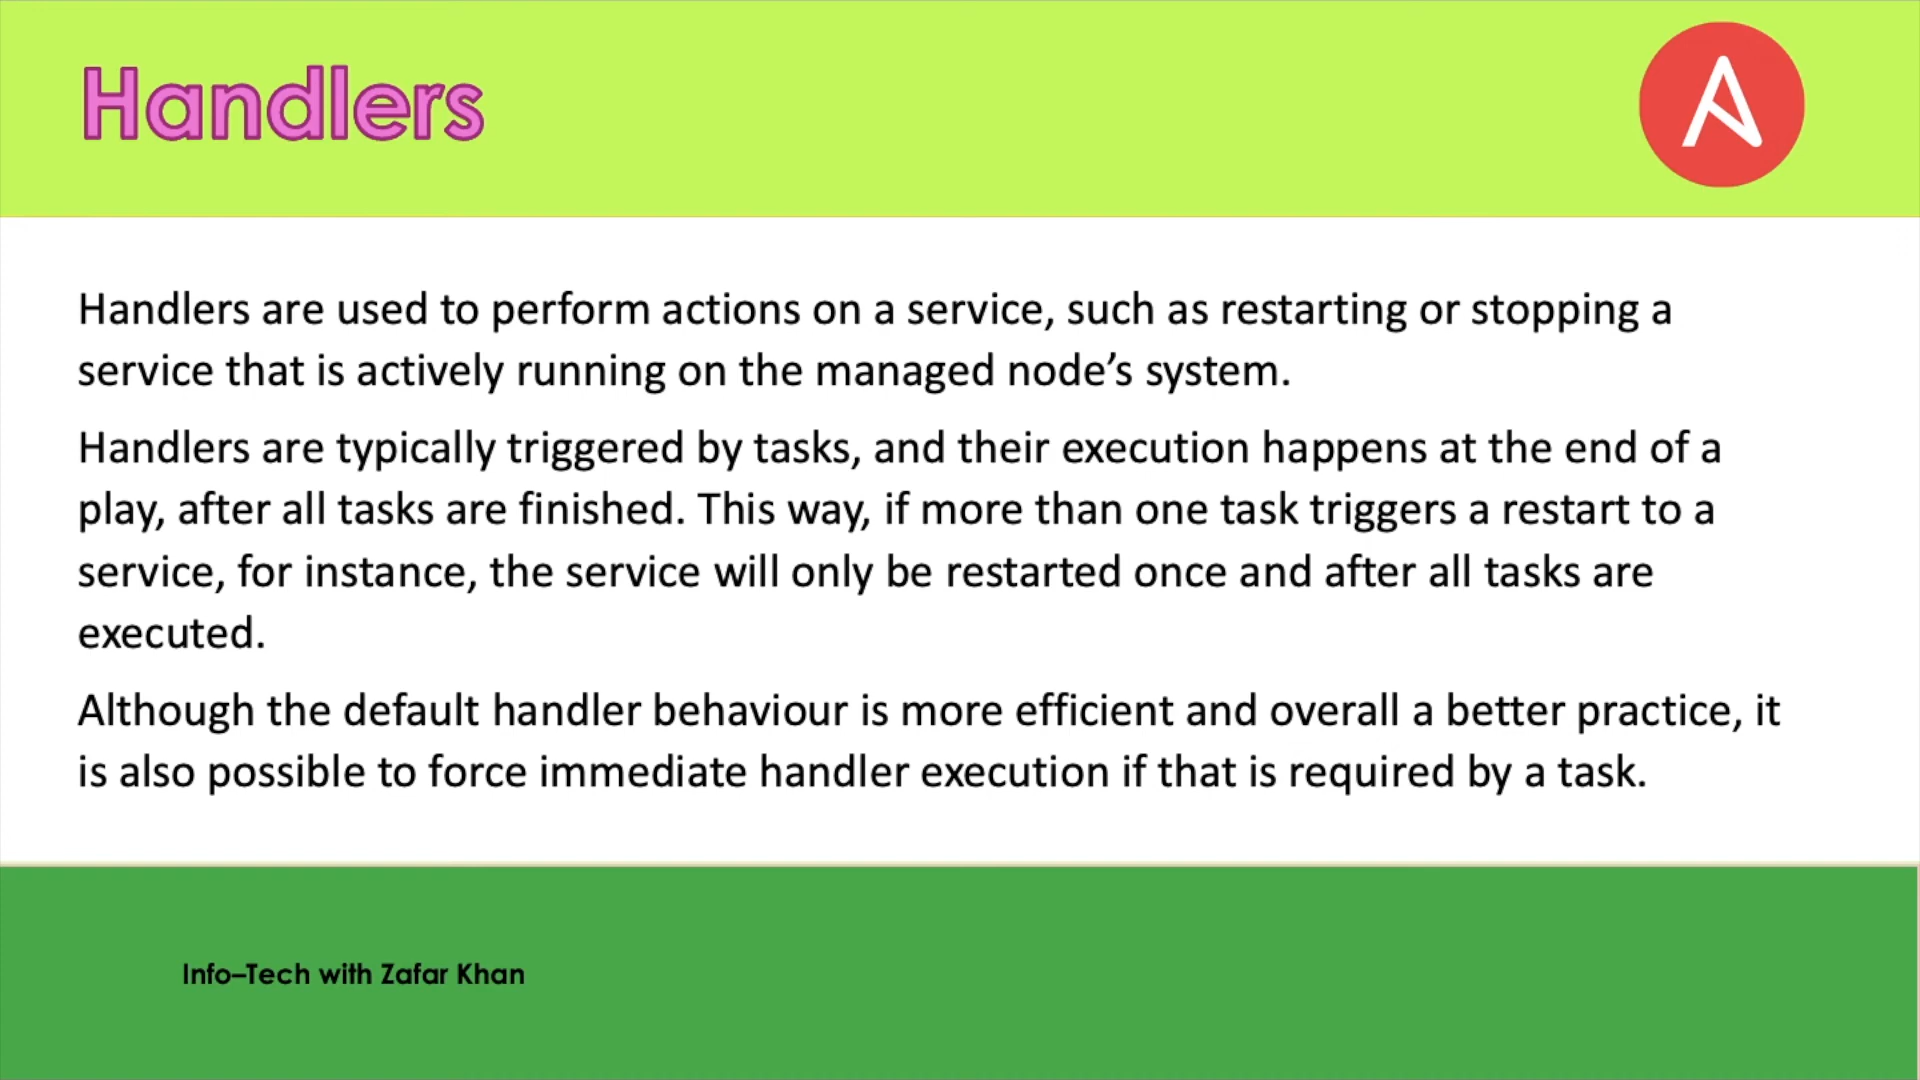 Handlers
Handlers are used to perform actions on a service, such as restarting or stopping a
service that is actively running on the managed node’s system.
Handlers are typically triggered by tasks, and their execution happens at the end of a
play, after all tasks are finished. This way, if more than one task triggers a restart to a
service, for instance, the service will only be restarted once and after all tasks are
executed.
Although the default handler behaviour is more efficient and overall a better practice, it
is also possible to force immediate handler execution if that is required by a task.
Info–Tech with Zafar Khan